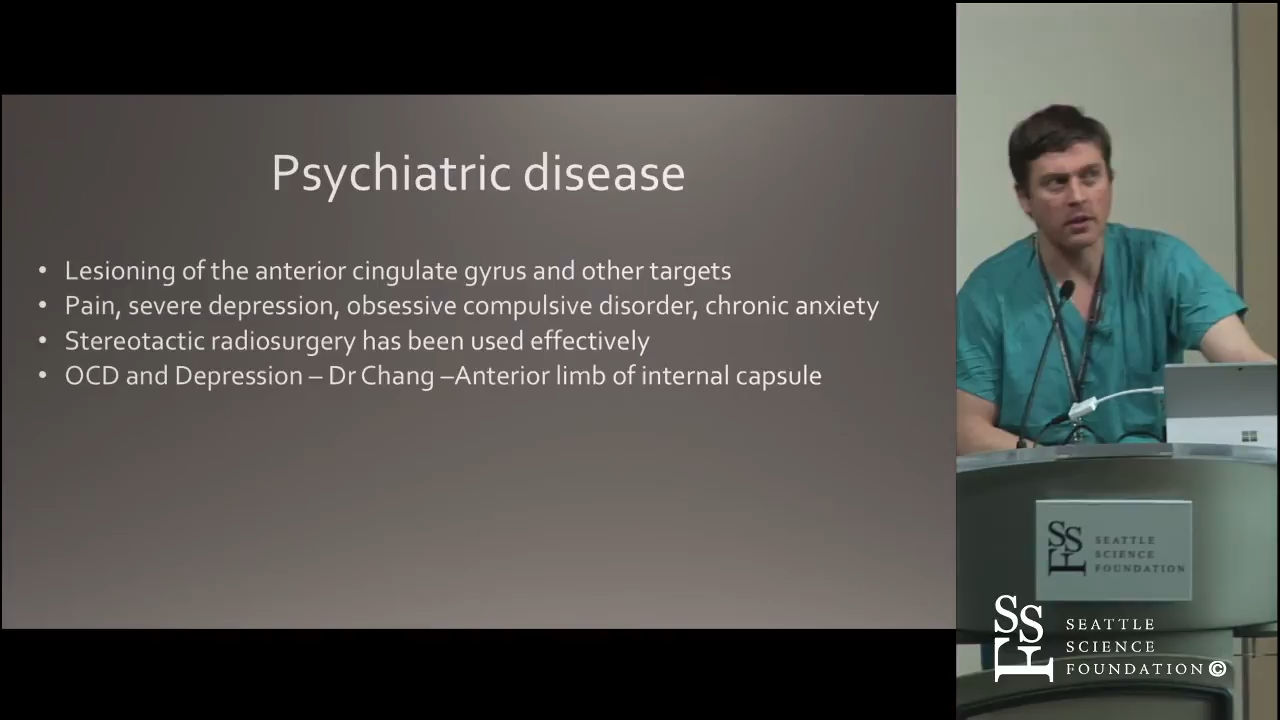 Psychiatric disease
• Lesioning of the anterior cingulate gyrus and other targets
• Pain, severe depression, obsessive compulsive disorder, chronic anxiety
• Stereotactic radiosurgery has been used effectively
• OCD and Depression – Dr Chang –Anterior limb of internal capsule
SSF
SEATTLE
SCIENCE
FOUNDATION
SSF
SEATTLE
SCIENCE
FOUNDATION©